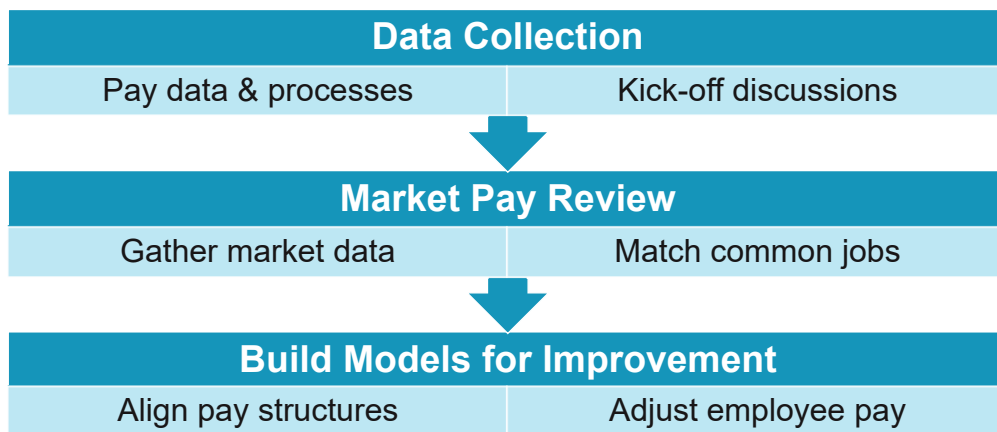 Data Collection
Pay data & processes
Kick-off discussions
Market Pay Review
Gather market data
Match common jobs
Build Models for Improvement
Align pay structures
Adjust employee pay